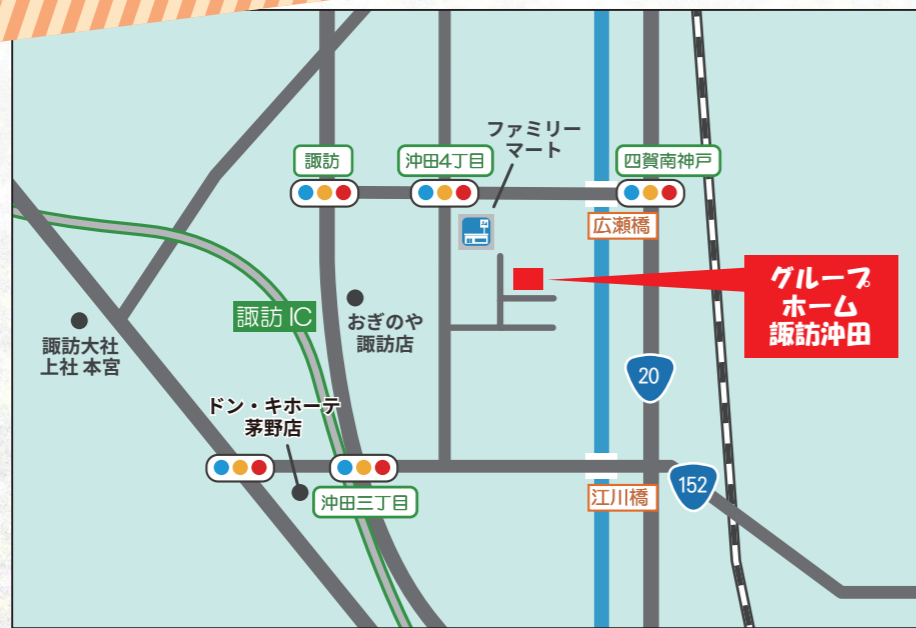 ファミリー
マート
諏訪
沖田4丁目
四賀南神戸
広瀬橋
グループ
ホーム
諏訪沖田
諏訪 IC
おぎのや
諏訪店
諏訪大社
上社 本宮
20
ドン・キホーテ
茅野店
152
沖田三丁目
江川橋